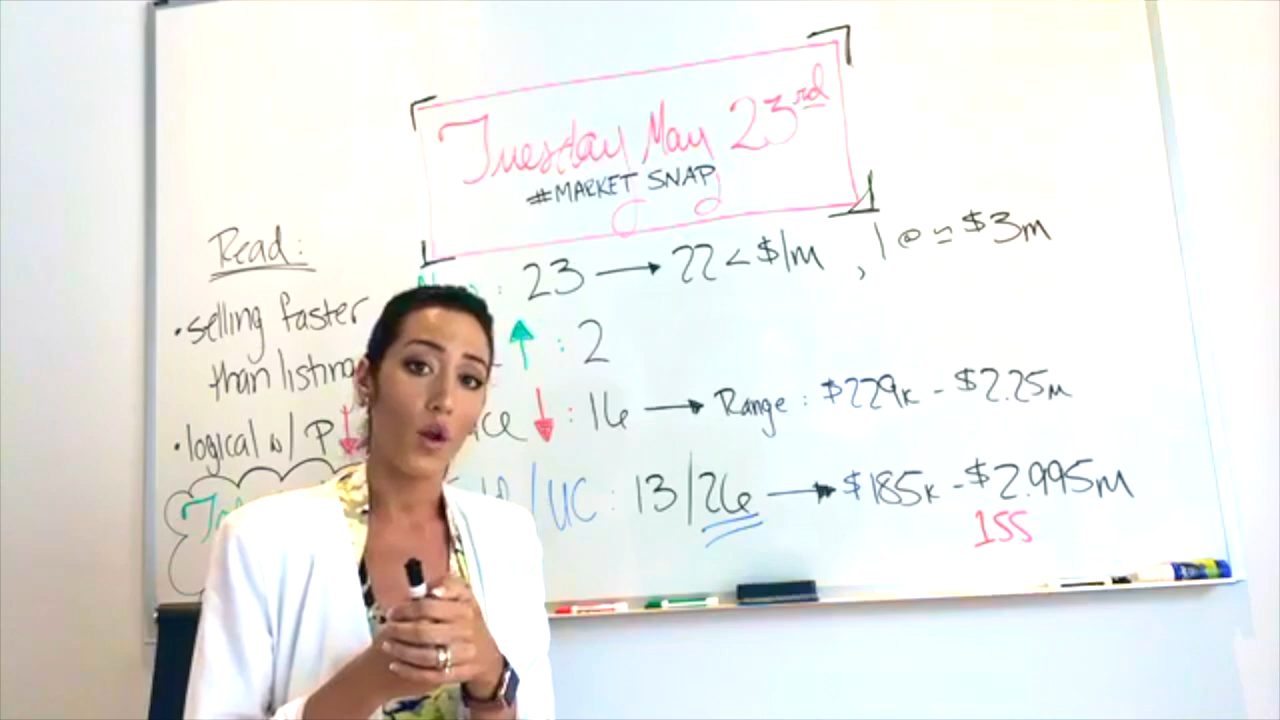 Tuesday May 23rd
#MARKET SNAP
Read:
• selling faster
than listing
• logical w/ P ↓
: 23 → 22 < $1m, 1 @ ≈ $3m
↑ : 2
↓ : 16 → Range: $229k - $2.25m
/UC: 13/26 → $185k - $2.995m
155